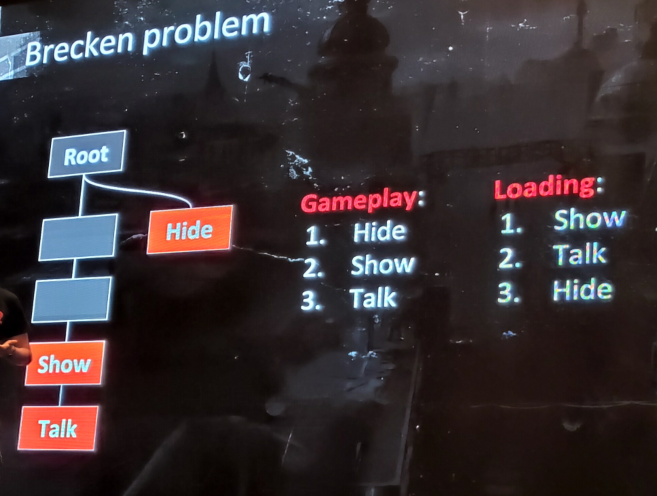 Brecken problem
Root
Hide
Show
Talk
Gameplay:
1. Hide
2. Show
3. Talk
Loading:
1. Show
2. Talk
3. Hide